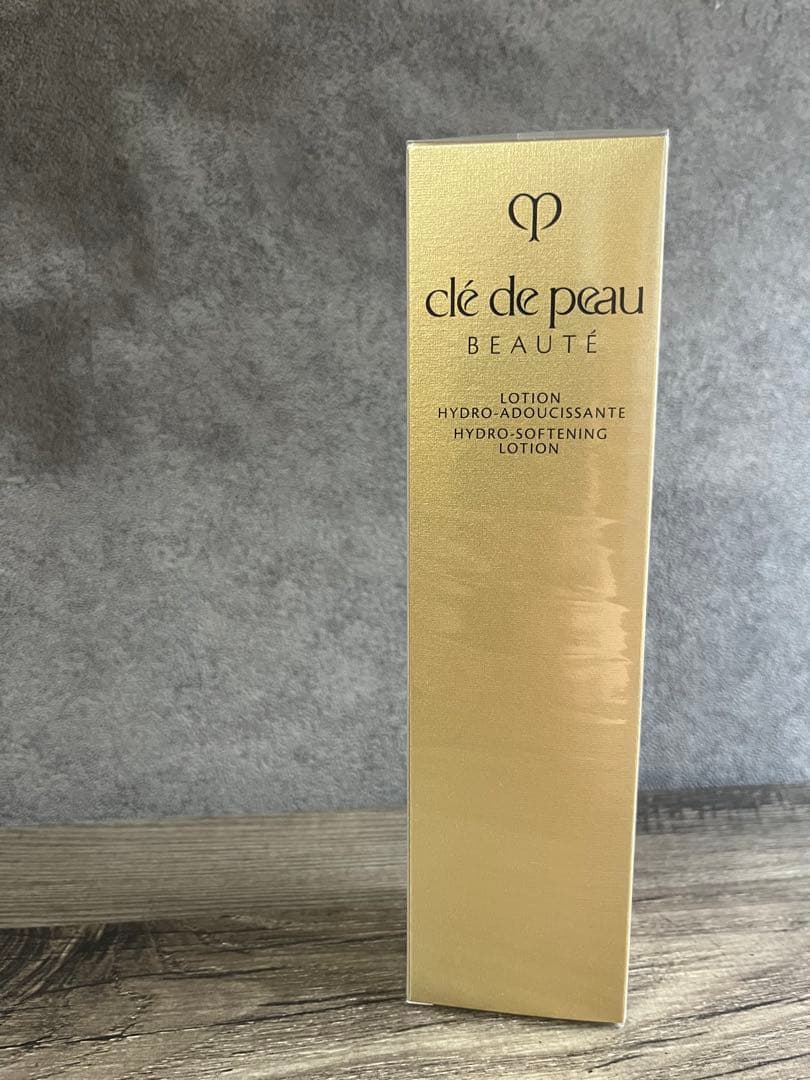 clé de peau
BEAUTÉ
LOTION
HYDRO-ADOUCISSANTE
HYDRO-SOFTENING
LOTION